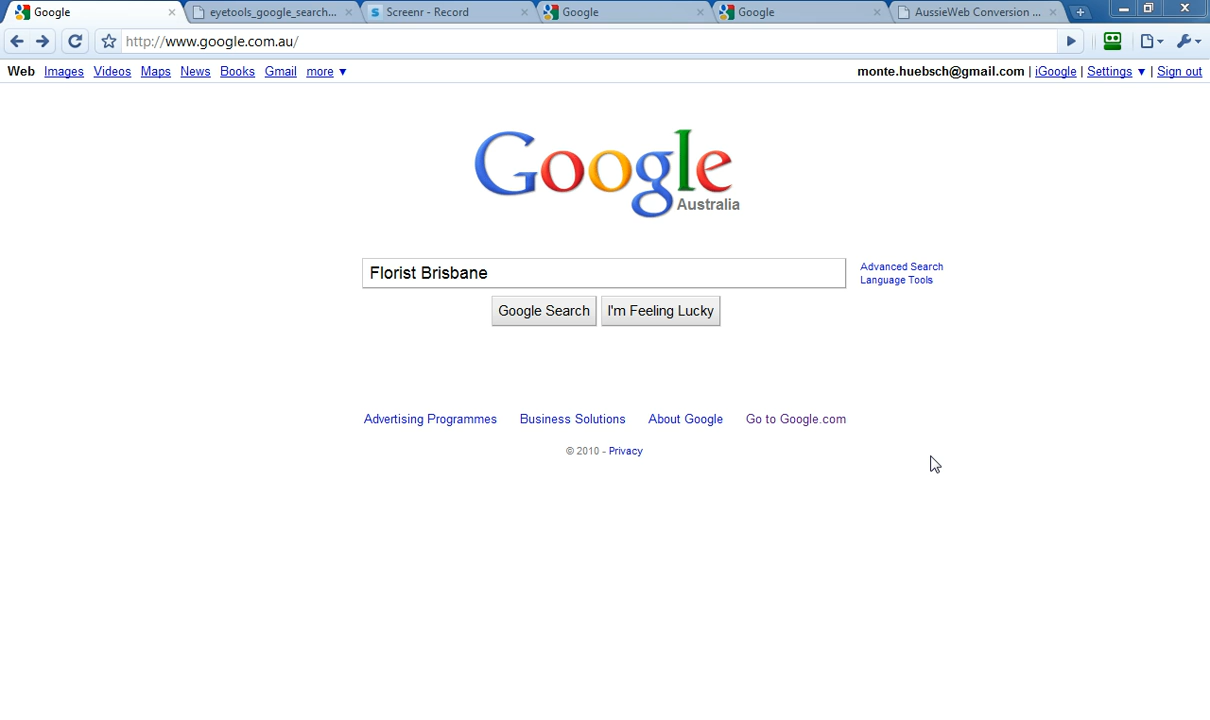 Google eyetools_google_search... Screenr - Record Google Google AussieWeb Conversion ...
http://www.google.com.au/
Web Images Videos Maps News Books Gmail more ▼ monte.huebsch@gmail.com | iGoogle | Settings ▼ | Sign out
Google
Australia
Florist Brisbane
Advanced Search
Language Tools
Google Search I'm Feeling Lucky
Advertising Programmes Business Solutions About Google Go to Google.com
© 2010 - Privacy